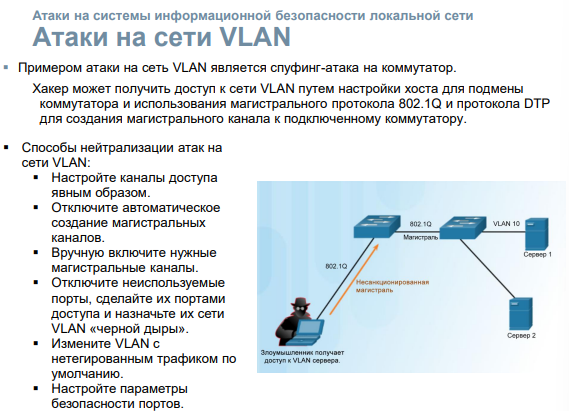 Атаки на системы информационной безопасности локальной сети
Атаки на сети VLAN
▪ Примером атаки на сеть VLAN является спуфинг-атака на коммутатор.
Хакер может получить доступ к сети VLAN путем настройки хоста для подмены
коммутатора и использования магистрального протокола 802.1Q и протокола DTP
для создания магистрального канала к подключенному коммутатору.
▪ Способы нейтрализации атак на
сети VLAN:
▪ Настройте каналы доступа
явным образом.
▪ Отключите автоматическое
создание магистральных
каналов.
▪ Вручную включите нужные
магистральные каналы.
▪ Отключите неиспользуемые
порты, сделайте их портами
доступа и назначьте их сети
VLAN «черной дыры».
▪ Измените VLAN с
нетегированным трафиком по
умолчанию.
▪ Настройте параметры
безопасности портов.
802.1Q
Магистраль
VLAN 10
Сервер 1
802.1Q
Несанкционированная
магистраль
Сервер 2
Злоумышленник получает
доступ к VLAN сервера.